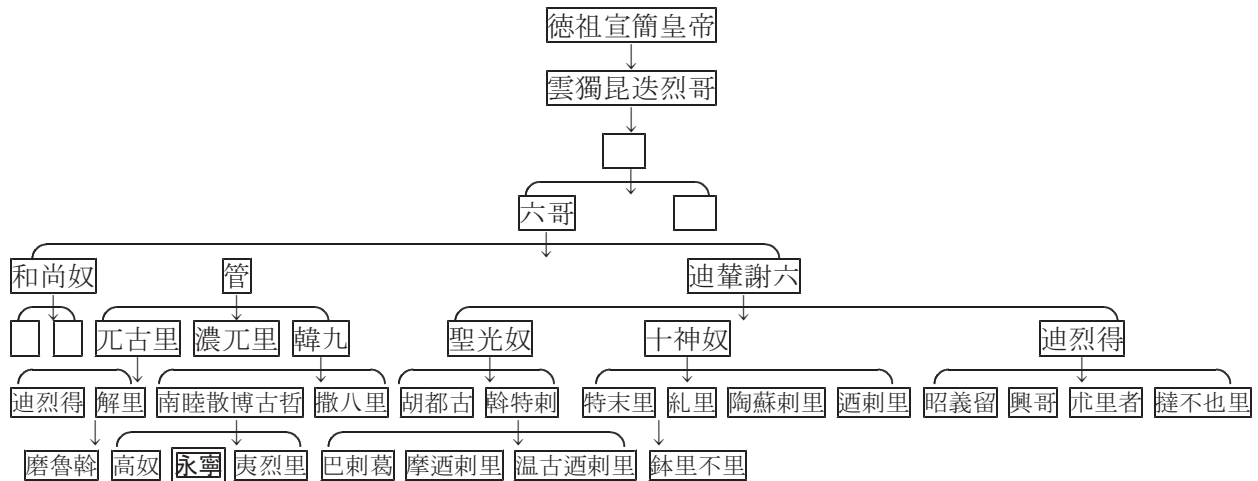 徳祖宣簡皇帝
雲獨昆迭烈哥
六哥
和尚奴 管 迪輦謝六
兀古里 濃兀里 韓九 聖光奴 十神奴 迪烈得
迪烈得 解里 南睦散博古哲 撒八里 胡都古 斡特剌 特末里 糺里 陶蘇剌里 迺剌里 昭義留 興哥 朮里者 撻不也里
磨魯斡 高奴 永寧 夷烈里 巴剌葛 摩迺剌里 温古迺剌里 鉢里不里